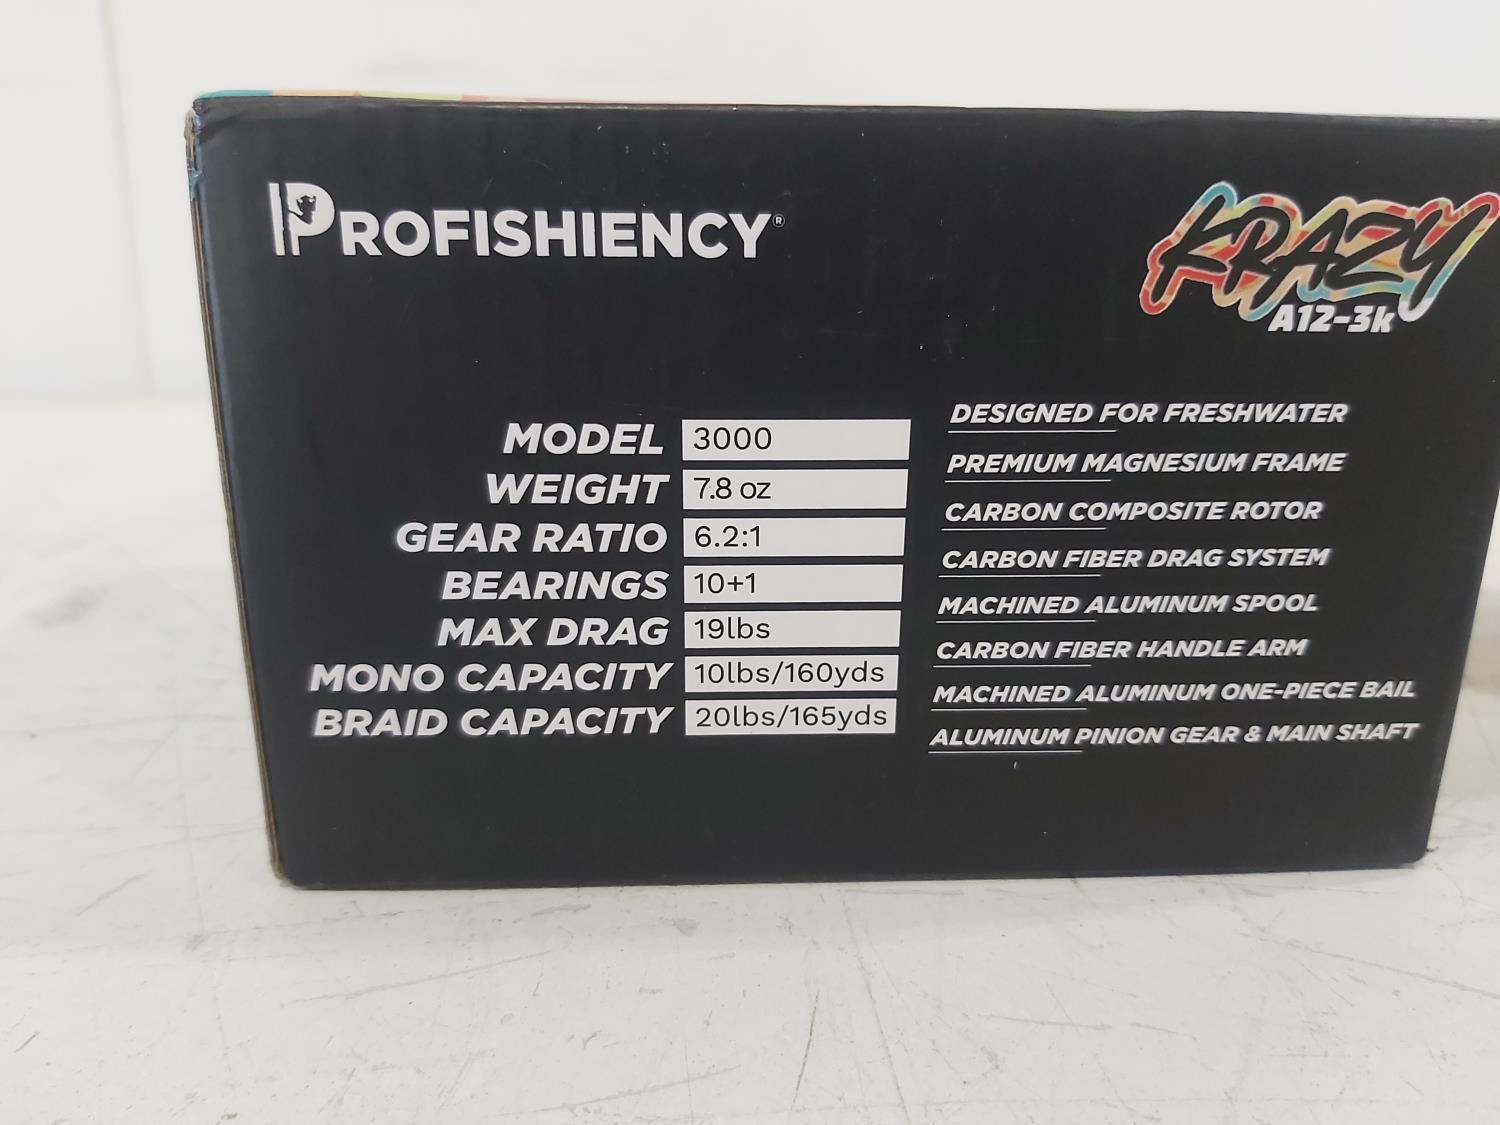 PROFISHIENCY®
KRAZY
A12-3k
MODEL 3000
WEIGHT 7.8 oz
GEAR RATIO 6.2:1
BEARINGS 10+1
MAX DRAG 19lbs
MONO CAPACITY 10lbs/160yds
BRAID CAPACITY 20lbs/165yds
DESIGNED FOR FRESHWATER
PREMIUM MAGNESIUM FRAME
CARBON COMPOSITE ROTOR
CARBON FIBER DRAG SYSTEM
MACHINED ALUMINUM SPOOL
CARBON FIBER HANDLE ARM
MACHINED ALUMINUM ONE-PIECE BAIL
ALUMINUM PINION GEAR & MAIN SHAFT